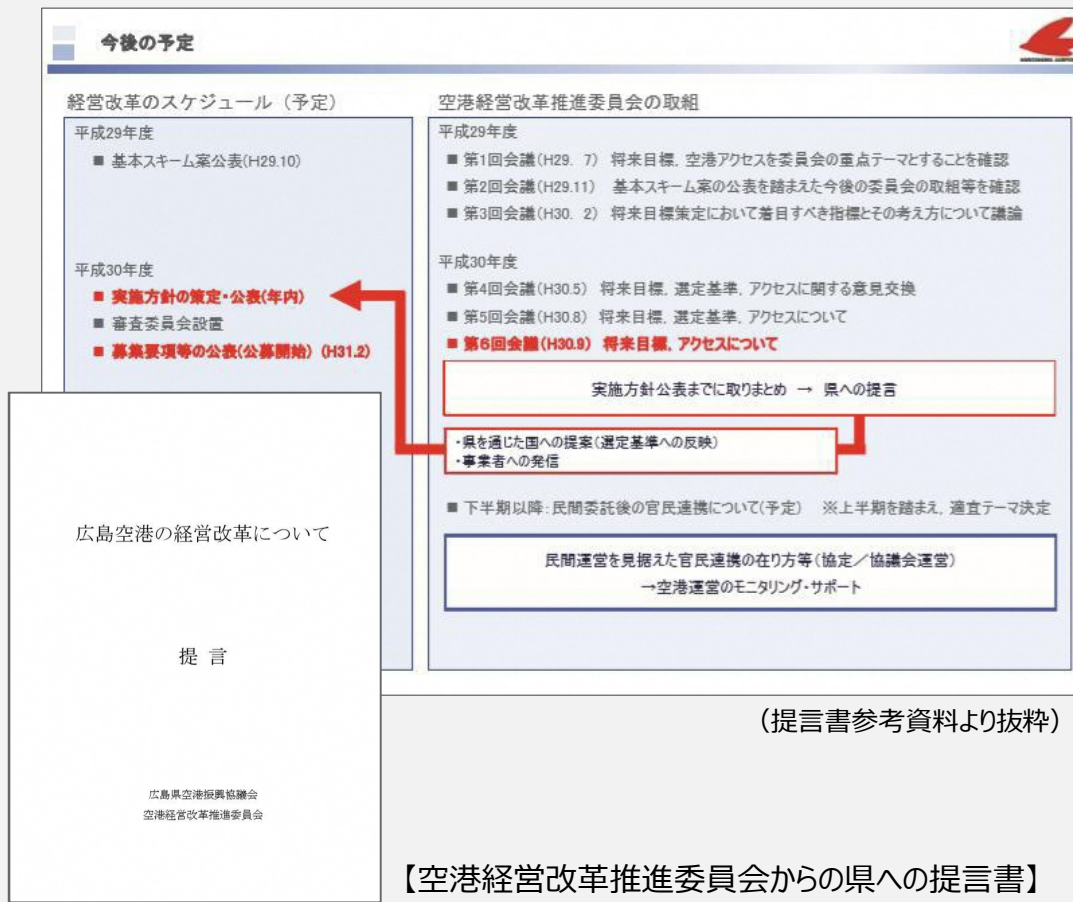 今後の予定
経営改革のスケジュール（予定）
平成29年度
■ 基本スキーム案公表(H29.10)
平成30年度
■ 実施方針の策定・公表(年内)
■ 審査委員会設置
■ 募集要項等の公表(公募開始) (H31.2)
空港経営改革推進委員会の取組
平成29年度
■ 第1回会議(H29. 7) 将来目標，空港アクセスを委員会の重点テーマとすることを確認
■ 第2回会議(H29.11) 基本スキーム案の公表を踏まえた今後の委員会の取組等を確認
■ 第3回会議(H30. 2) 将来目標策定において着目すべき指標とその考え方について議論
平成30年度
■ 第4回会議(H30.5) 将来目標，選定基準，アクセスに関する意見交換
■ 第5回会議(H30.8) 将来目標，選定基準，アクセスについて
■ 第6回会議(H30.9) 将来目標，アクセスについて
実施方針公表までに取りまとめ → 県への提言
・県を通じた国への提案（選定基準への反映）
・事業者への発信
■ 下半期以降：民間委託後の官民連携について(予定) ※上半期を踏まえ，適宜テーマ決定
民間運営を見据えた官民連携の在り方等（協定／協議会運営）
→空港運営のモニタリング・サポート
広島空港の経営改革について
提 言
広島県空港振興協議会
空港経営改革推進委員会
（提言書参考資料より抜粋）
【空港経営改革推進委員会からの県への提言書】